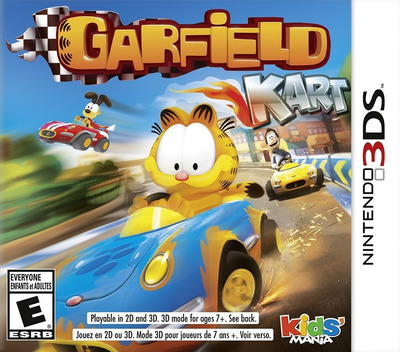 GARFIELD
KART
NINTENDO 3DS™
EVERYONE
ENFANTS ET ADULTES
E
ESRB
Playable in 2D and 3D. 3D mode for ages 7+. See back.
Jouez en 2D ou 3D. Mode 3D pour joueurs de 7 ans +. Voir verso.
Kids'
MANIA